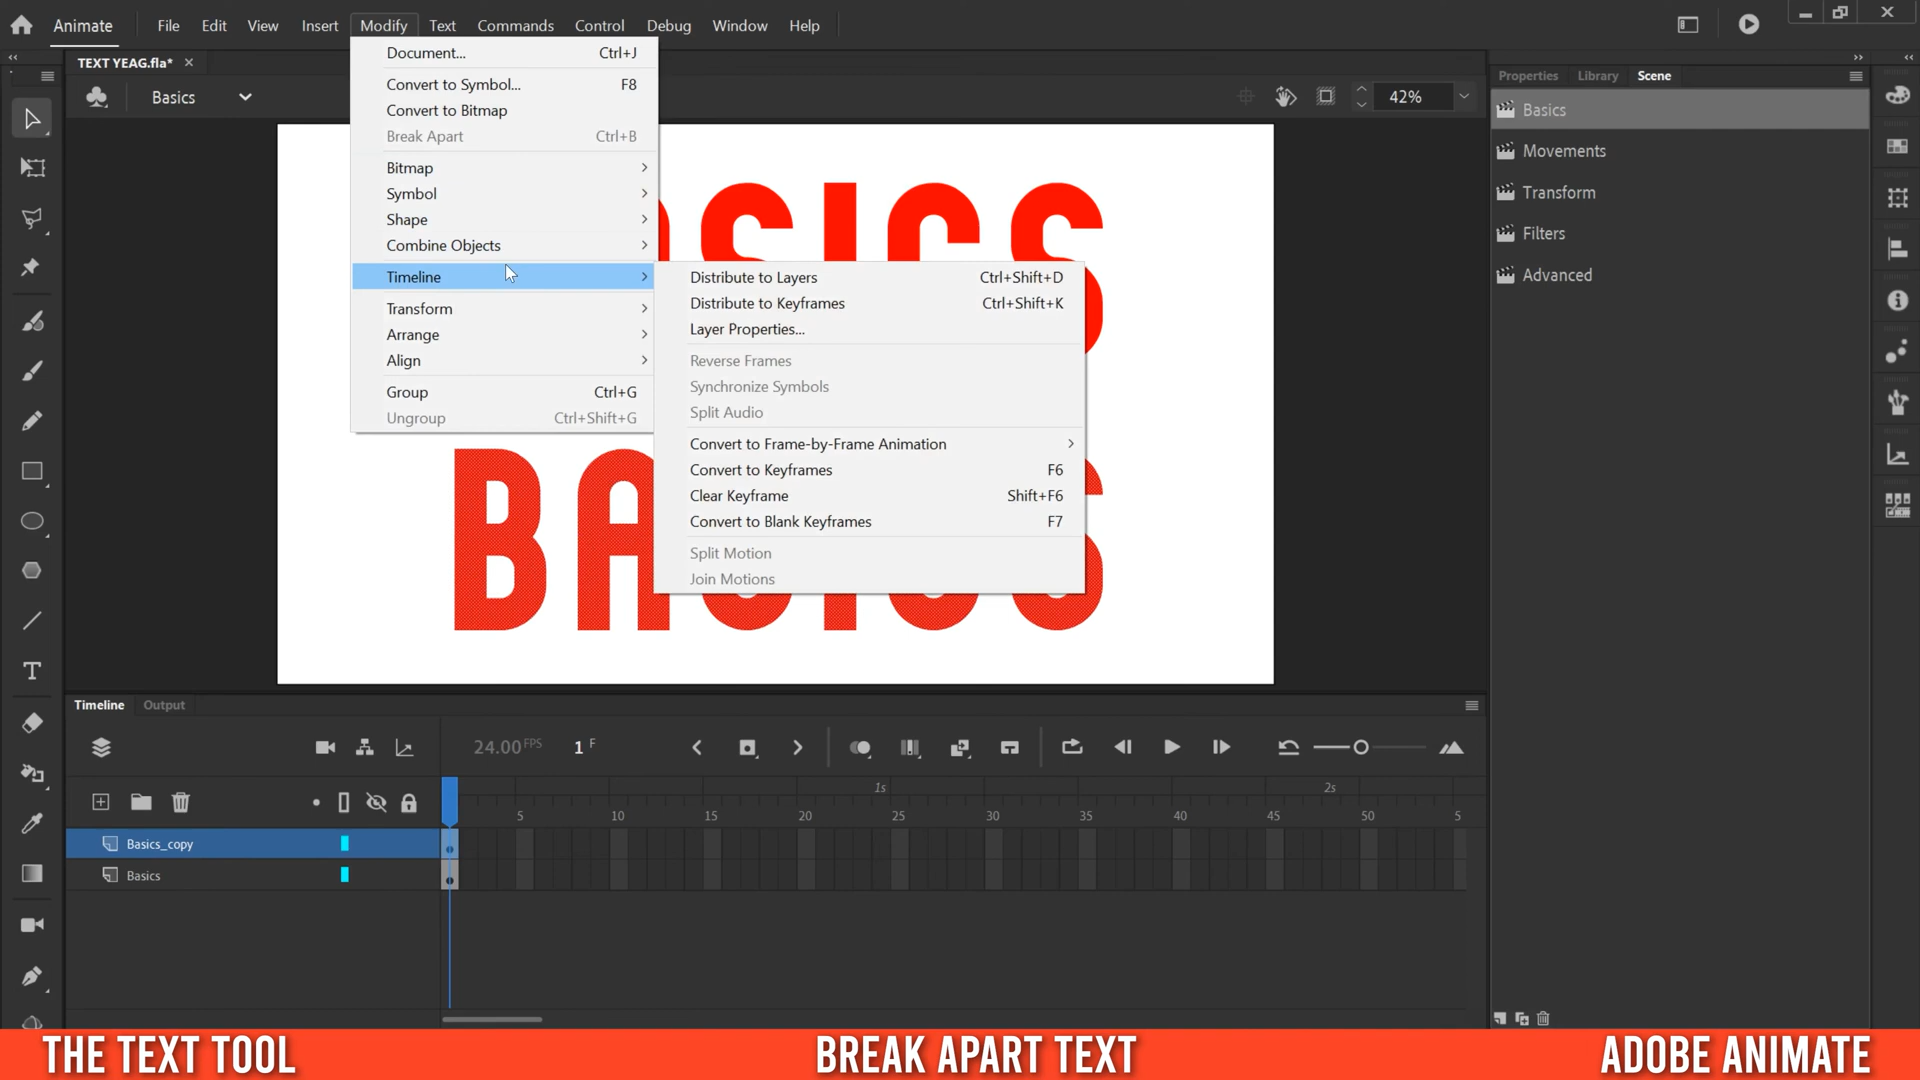 Animate File Edit View Insert Modify Text Commands Control Debug Window Help
TEXT YEAG.fla*
Basics
42%
Document... Ctrl+J
Convert to Symbol... F8
Convert to Bitmap
Break Apart Ctrl+B
Bitmap
Symbol
Shape
Combine Objects
Timeline
Transform
Arrange
Align
Group Ctrl+G
Ungroup Ctrl+Shift+G
Distribute to Layers Ctrl+Shift+D
Distribute to Keyframes Ctrl+Shift+K
Layer Properties...
Reverse Frames
Synchronize Symbols
Split Audio
Convert to Frame-by-Frame Animation
Convert to Keyframes F6
Clear Keyframe Shift+F6
Convert to Blank Keyframes F7
Split Motion
Join Motions
BASICS
Properties Library Scene
Basics
Movements
Transform
Filters
Advanced
Timeline Output
24.00 FPS 1 F
1s 2s
5 10 15 20 25 30 35 40 45 50 5
Basics_copy
Basics
THE TEXT TOOL BREAK APART TEXT ADOBE ANIMATE